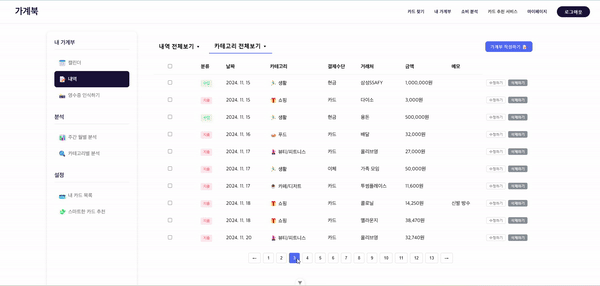 가계북
카드 찾기 내 가계부 소비 분석 카드 추천 서비스 마이페이지 로그아웃
내 가계부
캘린더
내역
영수증 인식하기
분석
주간 월별 분석
카테고리별 분석
설정
내 카드 목록
스마트한 카드 추천
내역 전체보기 카테고리 전체보기 가계부 작성하기
분류 날짜 카테고리 결제수단 거래처 금액 메모
수입 2024. 11. 15 생활 현금 삼성SSAFY 1,000,000원 수정하기 삭제하기
지출 2024. 11. 15 쇼핑 카드 다이소 3,000원 수정하기 삭제하기
수입 2024. 11. 15 생활 현금 용돈 500,000원 수정하기 삭제하기
지출 2024. 11. 16 푸드 카드 배달 32,000원 수정하기 삭제하기
지출 2024. 11. 17 뷰티/피트니스 카드 올리브영 27,000원 수정하기 삭제하기
지출 2024. 11. 17 생활 이체 가족 모임 50,000원 수정하기 삭제하기
지출 2024. 11. 17 카페/디저트 카드 투썸플레이스 11,600원 수정하기 삭제하기
지출 2024. 11. 18 쇼핑 카드 클로닐 14,250원 신발 방수 수정하기 삭제하기
지출 2024. 11. 18 쇼핑 카드 38,470원 수정하기 삭제하기
지출 2024. 11. 20 뷰티/피트니스 카드 올리브영 32,740원 수정하기 삭제하기
← 1 2 3 4 5 6 7 8 9 10 11 12 13 →